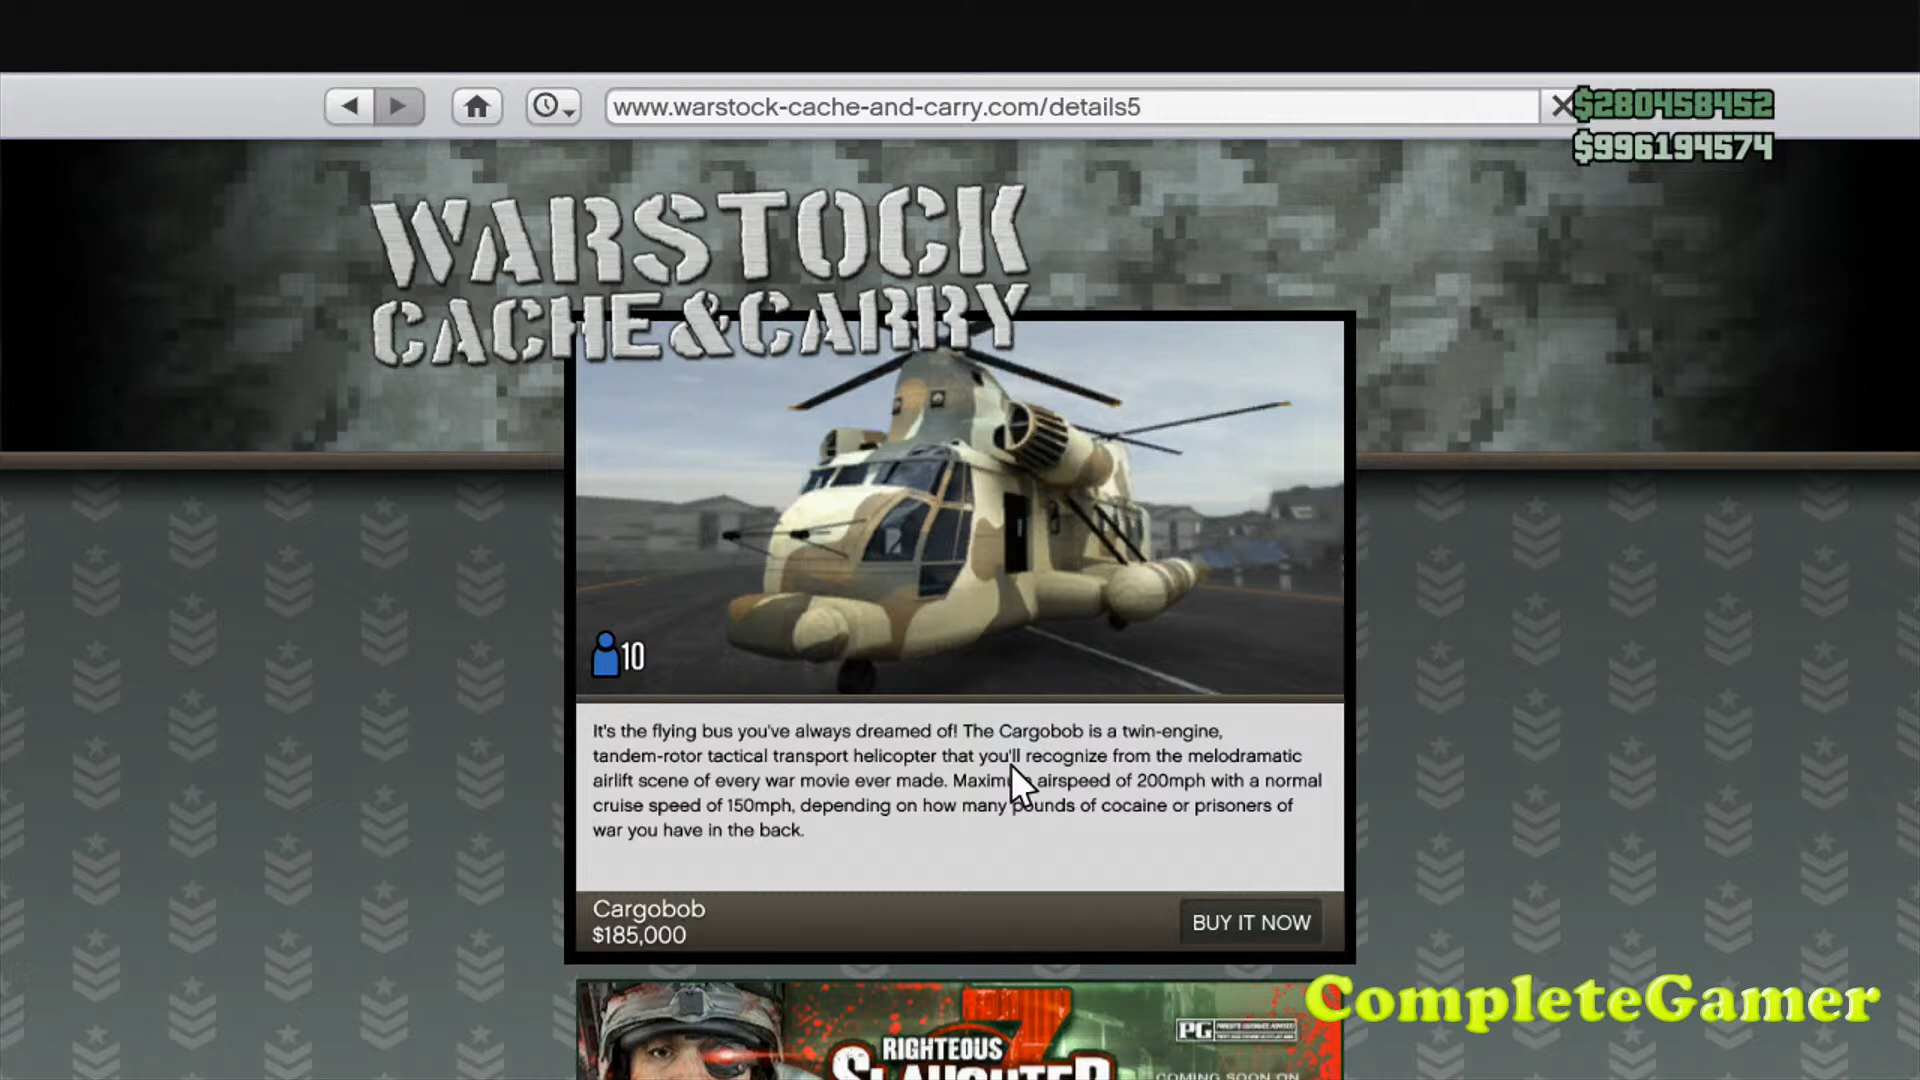 www.warstock-cache-and-carry.com/details5
$280458452
$996194574
WARSTOCK
CACHE&CARRY
10
It's the flying bus you've always dreamed of! The Cargobob is a twin-engine,
tandem-rotor tactical transport helicopter that you'll recognize from the melodramatic
airlift scene of every war movie ever made. Maximum airspeed of 200mph with a normal
cruise speed of 150mph, depending on how many pounds of cocaine or prisoners of
war you have in the back.
Cargobob
$185,000
BUY IT NOW
CompleteGamer
7
PG
RIGHTEOUS
SLAUGHTER
COMING SOON ON